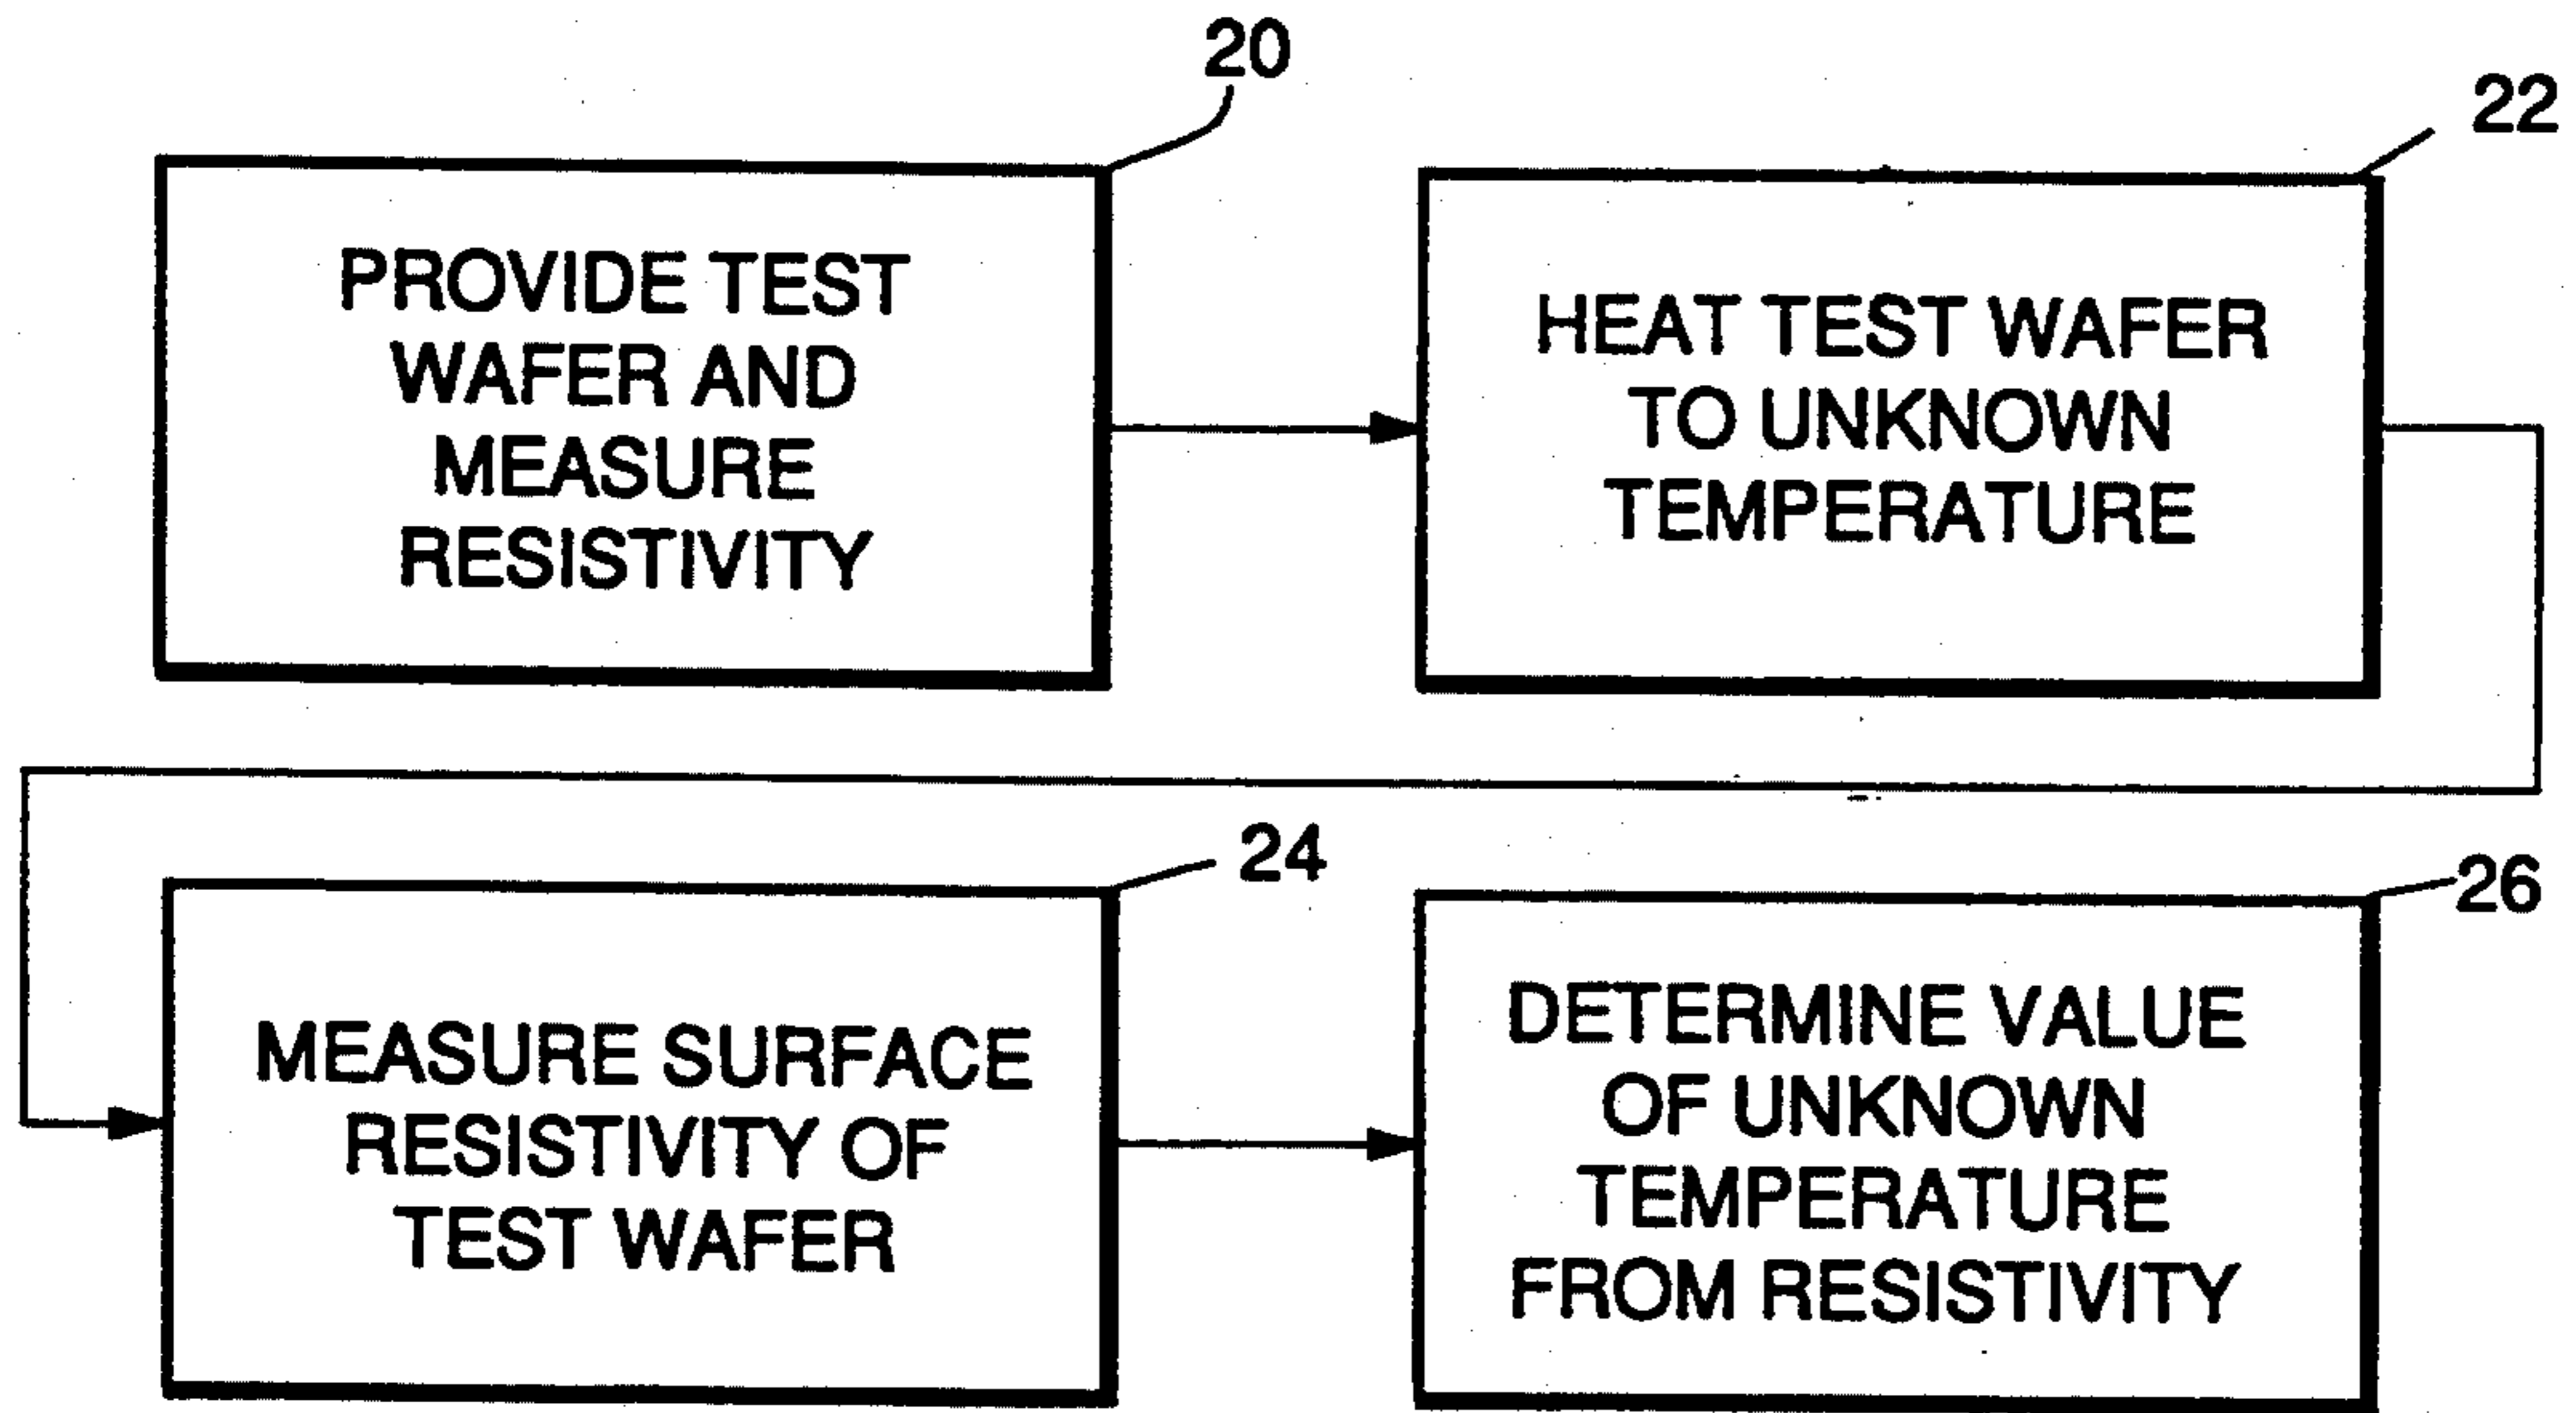 20
22
PROVIDE TEST
WAFER AND
MEASURE
RESISTIVITY
HEAT TEST WAFER
TO UNKNOWN
TEMPERATURE
24
26
MEASURE SURFACE
RESISTIVITY OF
TEST WAFER
DETERMINE VALUE
OF UNKNOWN
TEMPERATURE
FROM RESISTIVITY